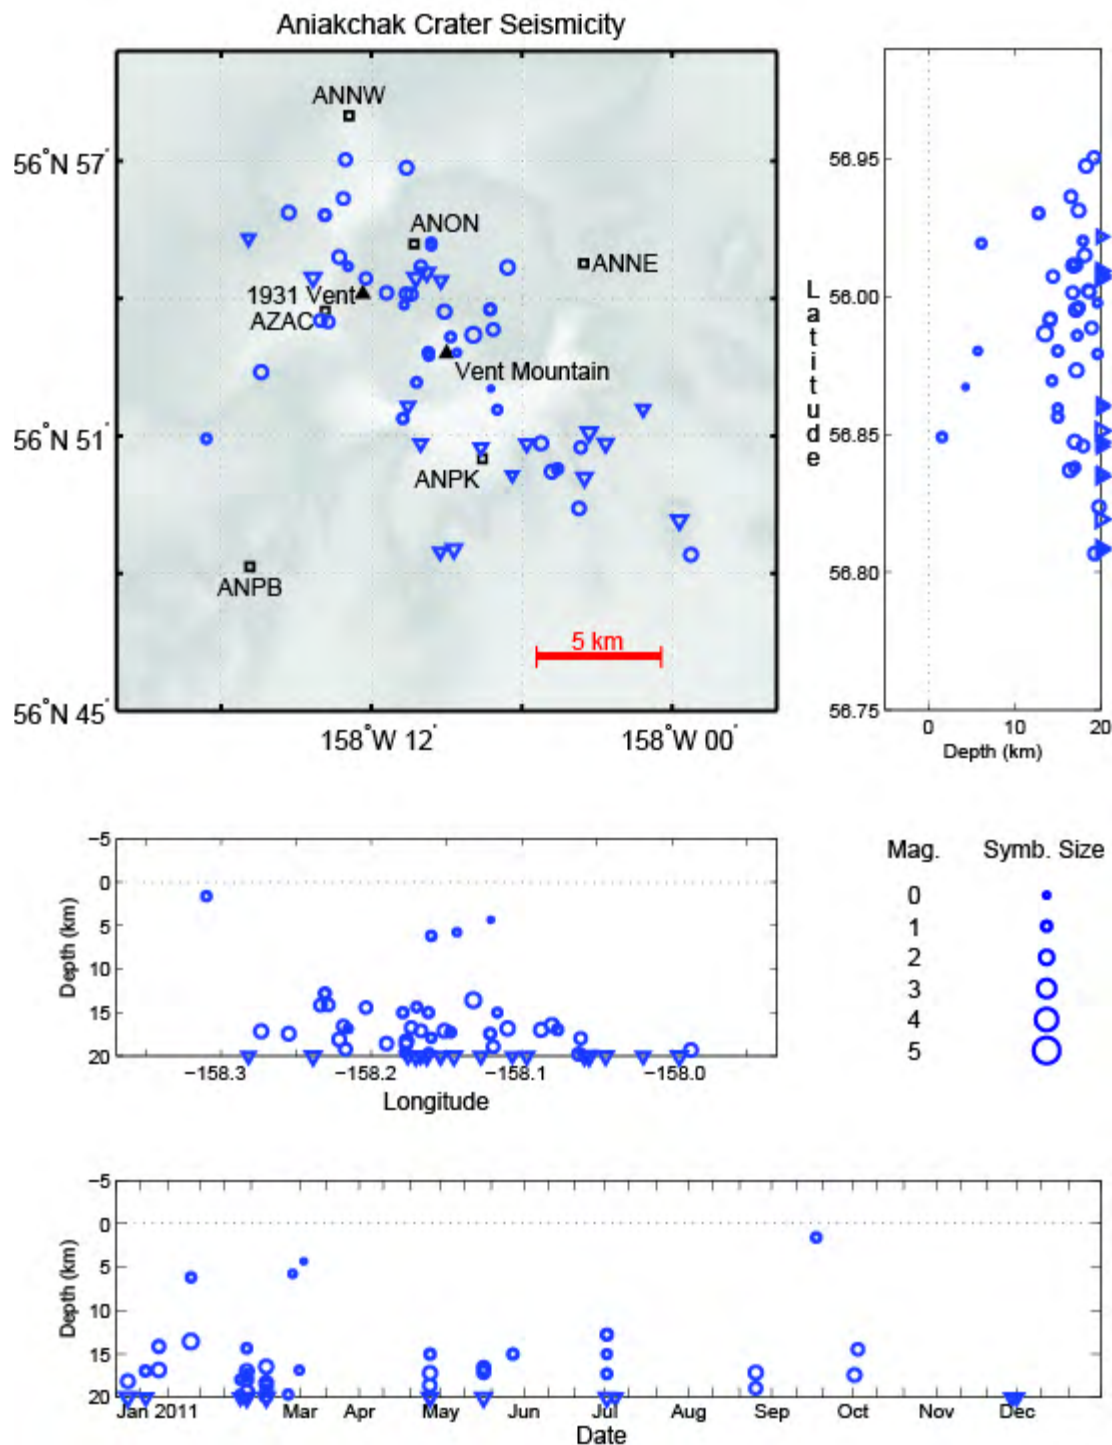 Aniakchak Crater Seismicity
ANNW
56°N 57'
ANON
ANNE
1931 Vent
AZAC
Vent Mountain
56°N 51'
ANPK
ANPB
5 km
56°N 45'
158°W 12' 158°W 00'
56.95
56.00
56.85
56.80
56.75
Latitude
0 10 20
Depth (km)
−5
0
5
10
15
20
Depth (km)
−158.3 −158.2 −158.1 −158.0
Longitude
Mag. Symb. Size
0
1
2
3
4
5
−5
0
5
10
15
20
Depth (km)
Jan 2011 Mar Apr May Jun Jul Aug Sep Oct Nov Dec
Date